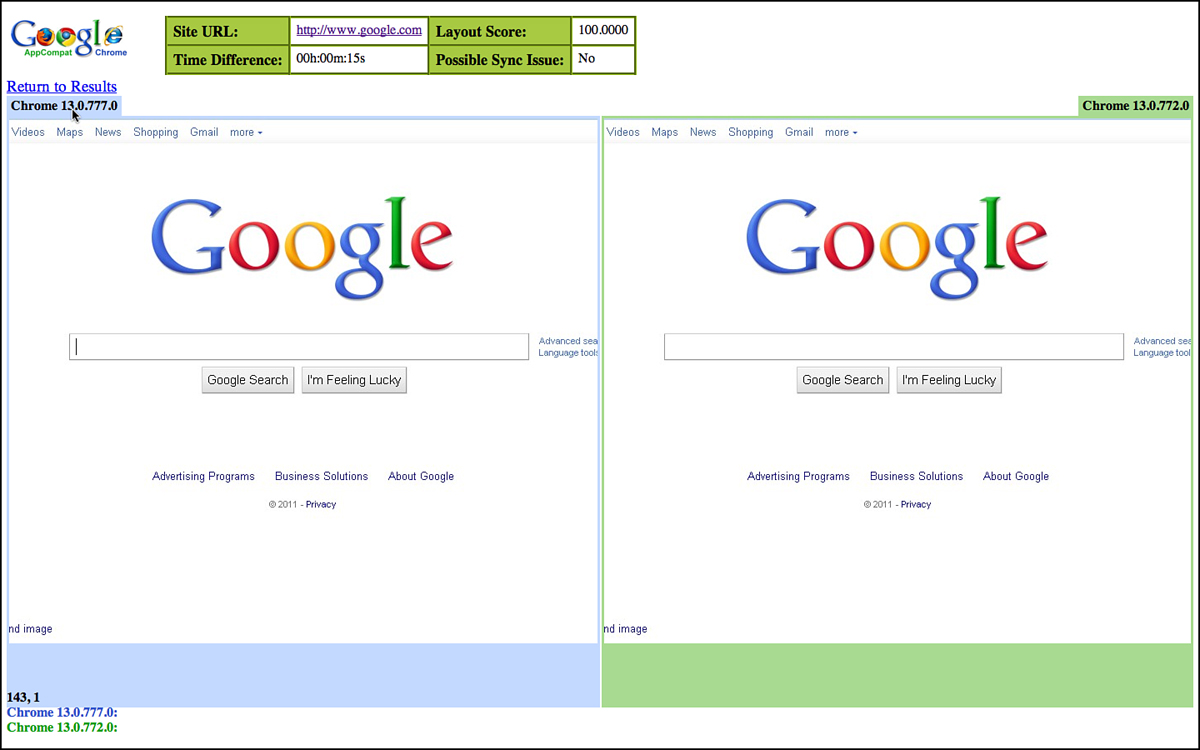 Google
AppCompat Chrome
Site URL: http://www.google.com Layout Score: 100.0000
Time Difference: 00h:00m:15s Possible Sync Issue: No
Return to Results
Chrome 13.0.777.0 Chrome 13.0.772.0
Videos Maps News Shopping Gmail more
Google
Advanced sea
Language tools
Google Search I'm Feeling Lucky
Advertising Programs Business Solutions About Google
© 2011 - Privacy
nd image
Videos Maps News Shopping Gmail more
Google
Advanced sea
Language tools
Google Search I'm Feeling Lucky
Advertising Programs Business Solutions About Google
© 2011 - Privacy
nd image
143, 1
Chrome 13.0.777.0:
Chrome 13.0.772.0: